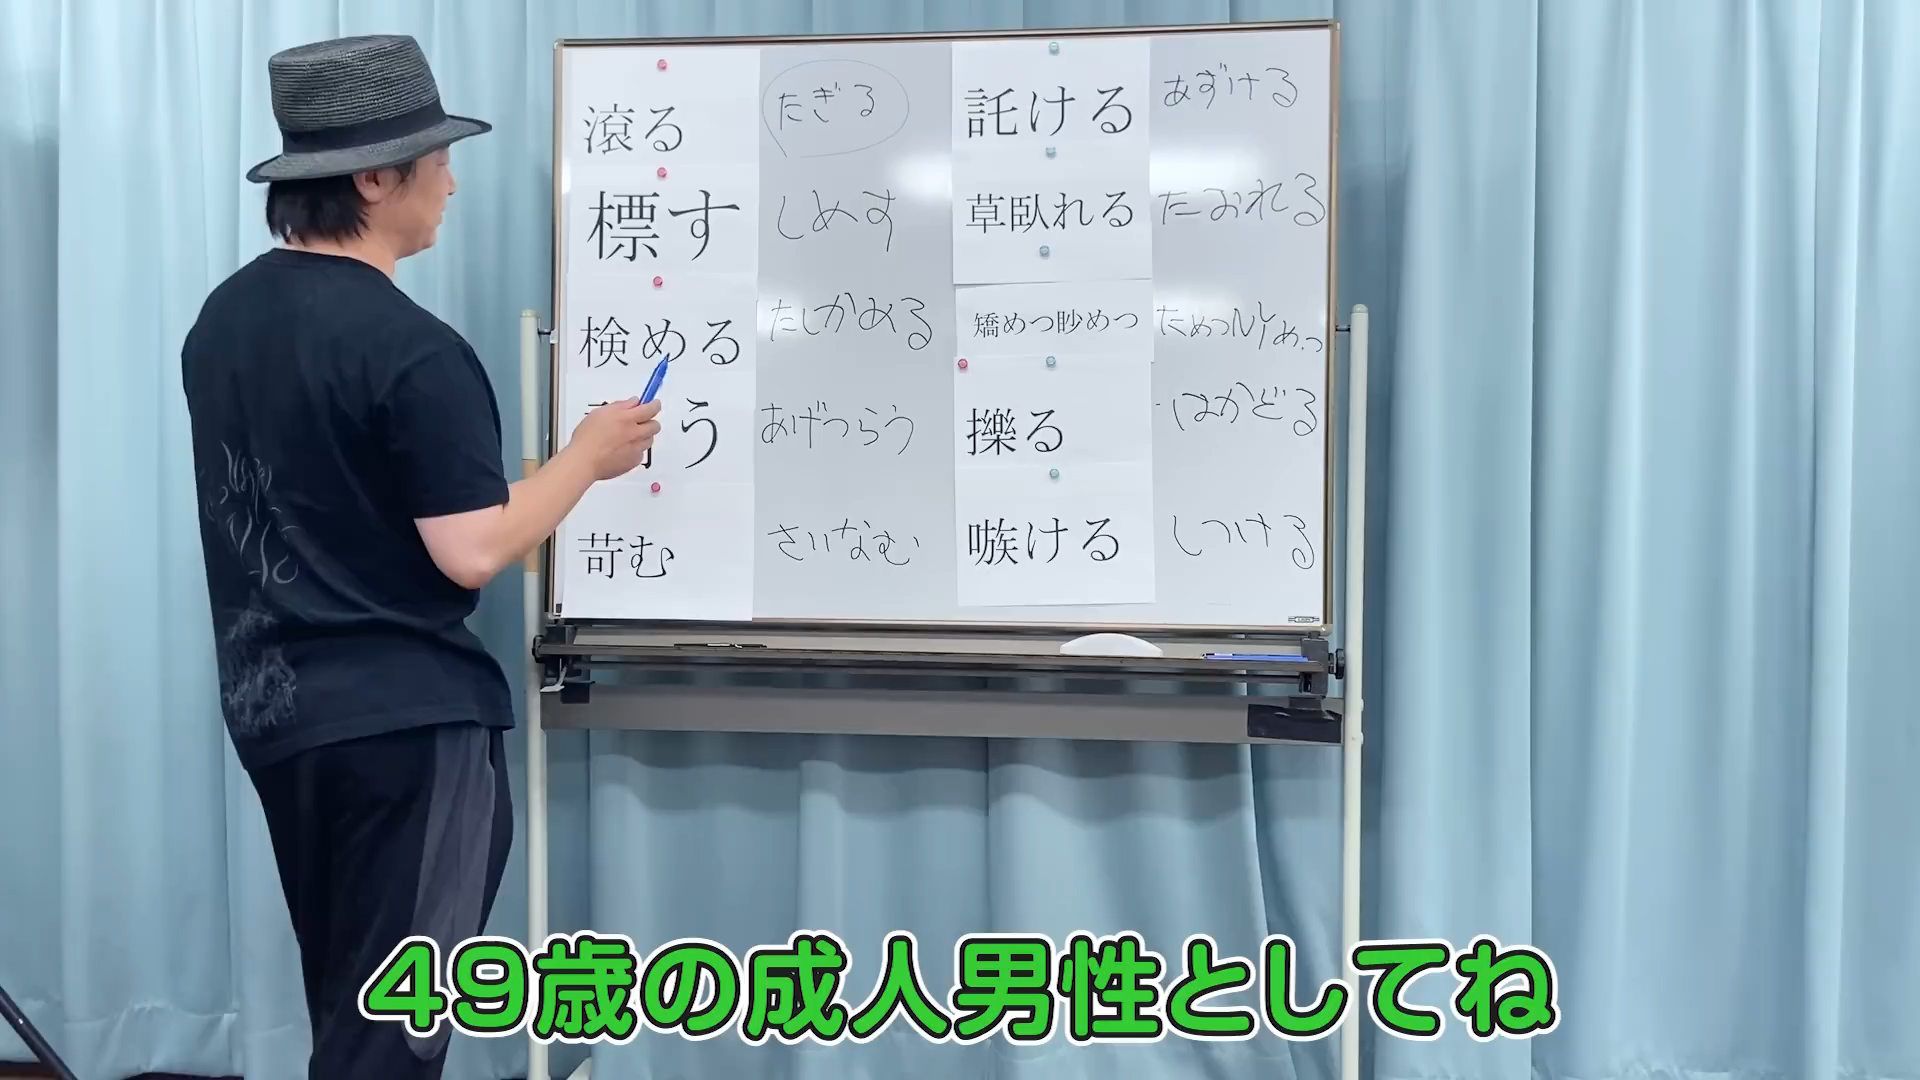 滾る
たぎる
標す
しめす
検める
たしかめる
う
あげつらう
苛む
さいなむ
託ける
あずける
草臥れる
たおれる
矯めつ眇めつ
擽る
はかどる
嗾ける
しつける
49歳の成人男性としてね